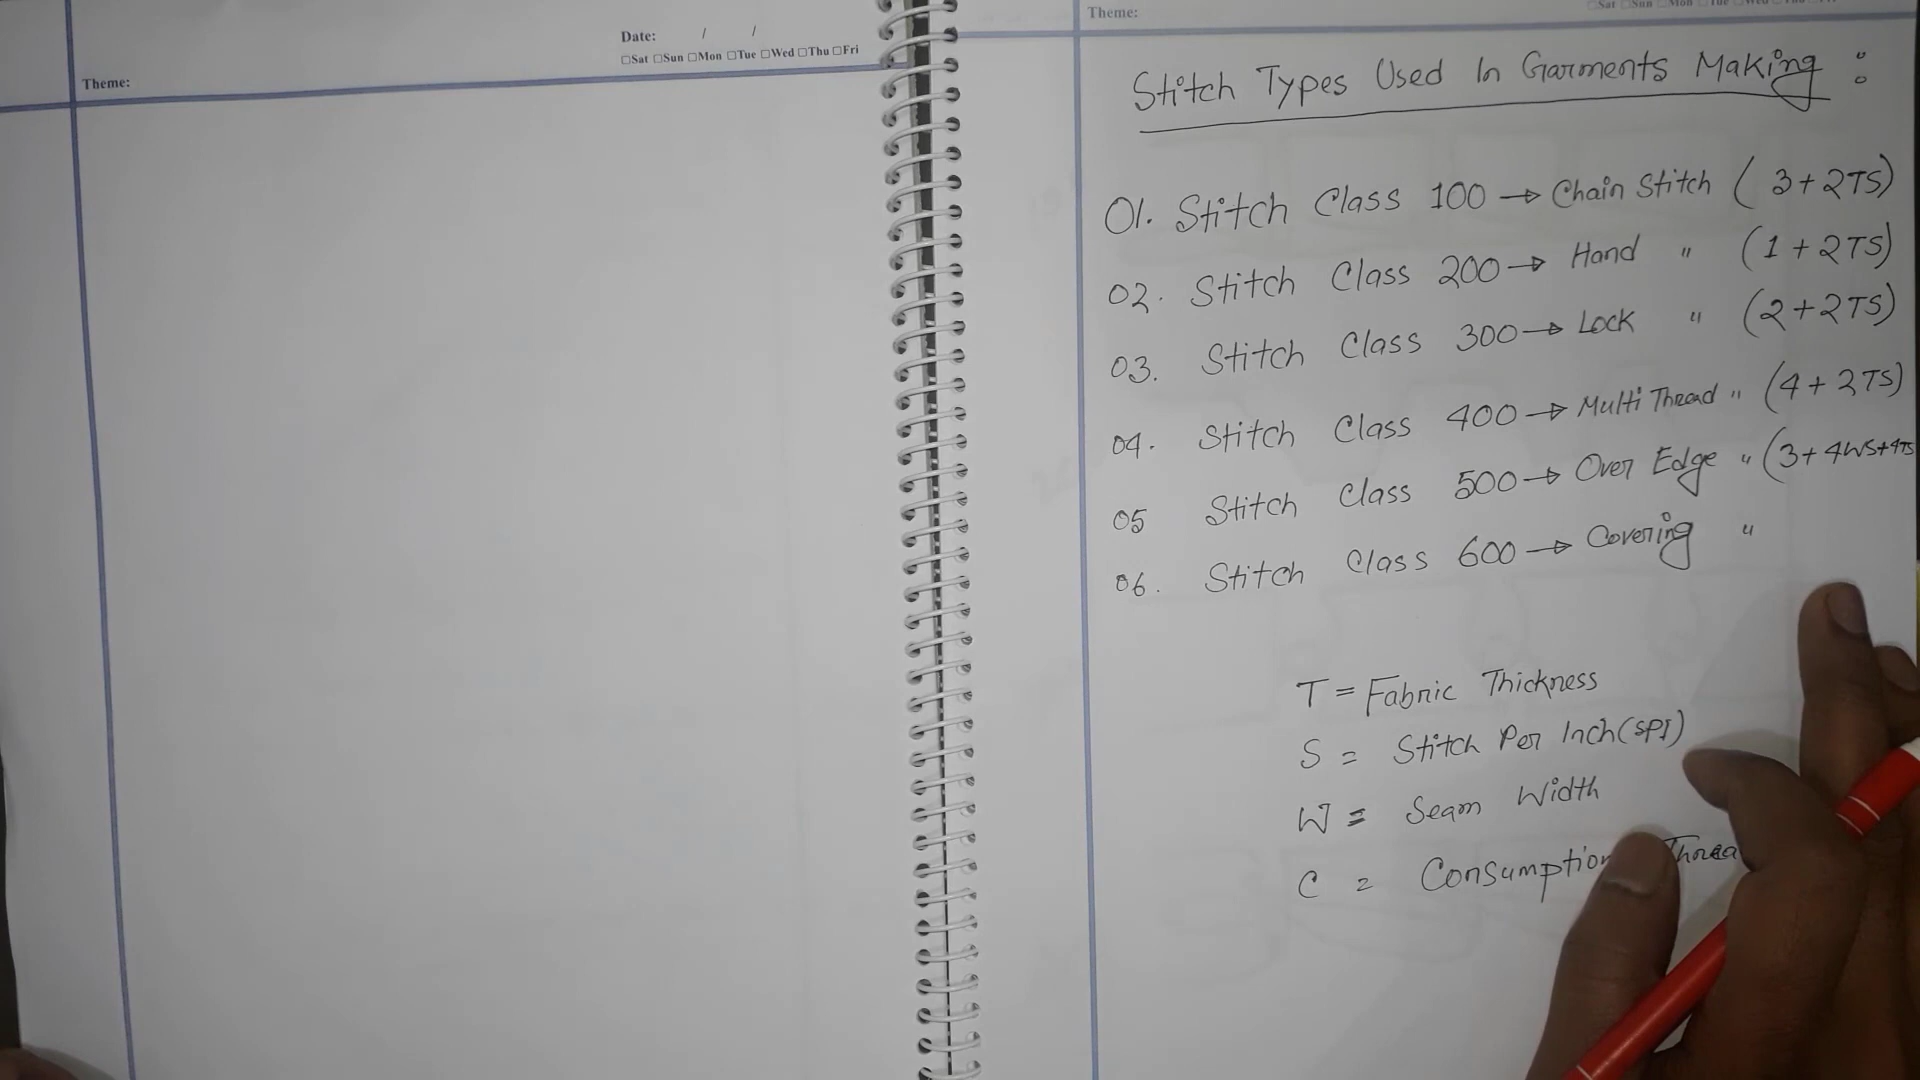 Date: / /
□Sat □Sun □Mon □Tue □Wed □Thu □Fri
Theme:
Theme:
Stitch Types Used In Garments Making :
01. Stitch Class 100 → Chain Stitch ( 3+2TS)
02. Stitch Class 200 → Hand " (1+2TS)
03. Stitch Class 300 → Lock " (2+2TS)
04. Stitch Class 400 → Multi Thread " (4+2TS)
05 Stitch Class 500 → Over Edge " (3+4WS+4TS
06. Stitch Class 600 → Covering "
T = Fabric Thickness
S = Stitch Per Inch (SPI)
W = Seam Width
C = Consumption